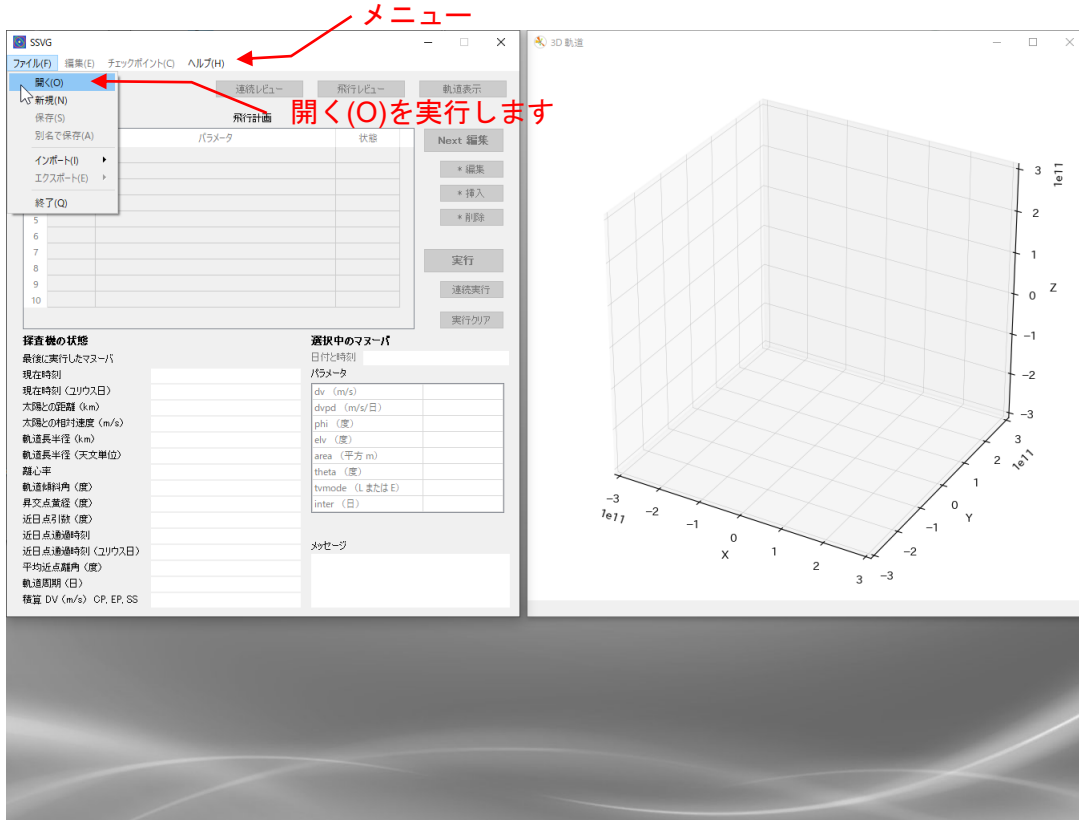 メニュー
SSVG
ファイル(F) 編集(E) チェックポイント(C) ヘルプ(H)
開く(O)
新規(N)
保存(S)
別名で保存(A)
インポート(I)
エクスポート(E)
終了(Q)
連続レビュー 飛行レビュー 軌道表示
開く(O)を実行します
飛行計画
パラメータ 状態
5
6
7
8
9
10
Next 編集
* 編集
* 挿入
* 削除
実行
連続実行
実行クリア
探査機の状態
最後に実行したマヌーバ
現在時刻
現在時刻（ユリウス日）
太陽との距離（km）
太陽との相対速度（m/s）
軌道長半径（km）
軌道長半径（天文単位）
離心率
軌道傾斜角（度）
昇交点黄経（度）
近日点引数（度）
近日点通過時刻
近日点通過時刻（ユリウス日）
平均近点離角（度）
軌道周期（日）
積算 DV（m/s） CP, EP, SS
選択中のマヌーバ
日付と時刻
パラメータ
dv （m/s）
dvpd （m/s/日）
phi （度）
elv （度）
area （平方 m）
theta （度）
tvmode （L または E）
inter （日）
メッセージ
3D 軌道
3
2
1
0
−1
−2
−3
1e11
Z
3
2
1
0
−1
−2
−3
1e11
Y
−3
−2
−1
0
1
2
3
1e11
X